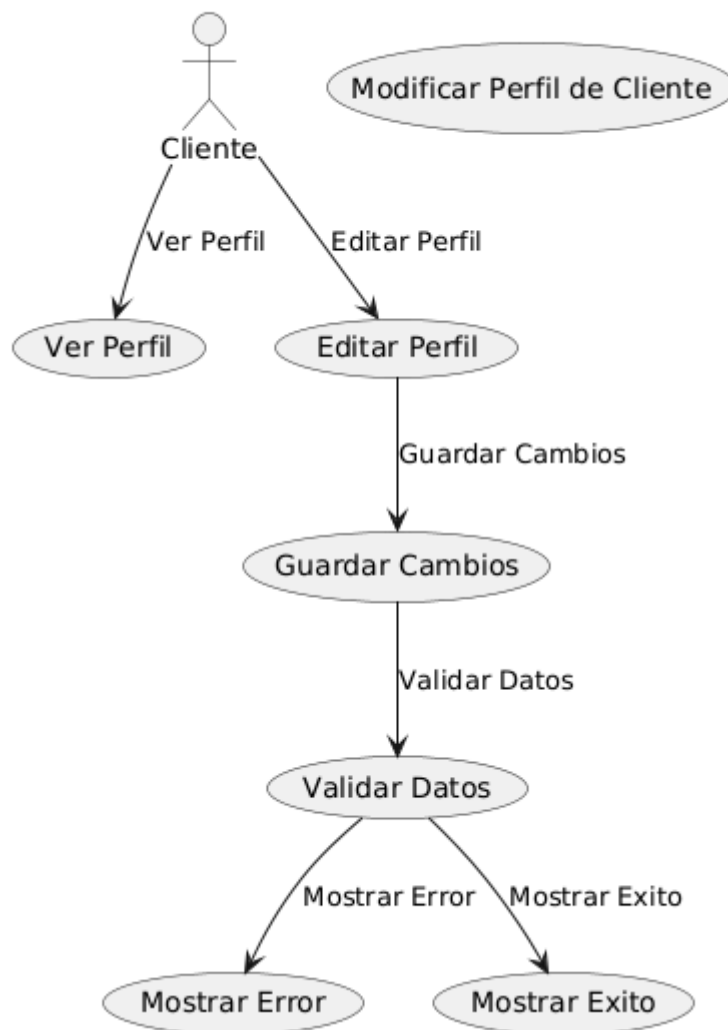 Modificar Perfil de Cliente
Cliente
Ver Perfil
Editar Perfil
Ver Perfil
Editar Perfil
Guardar Cambios
Guardar Cambios
Validar Datos
Validar Datos
Mostrar Error
Mostrar Exito
Mostrar Error
Mostrar Exito